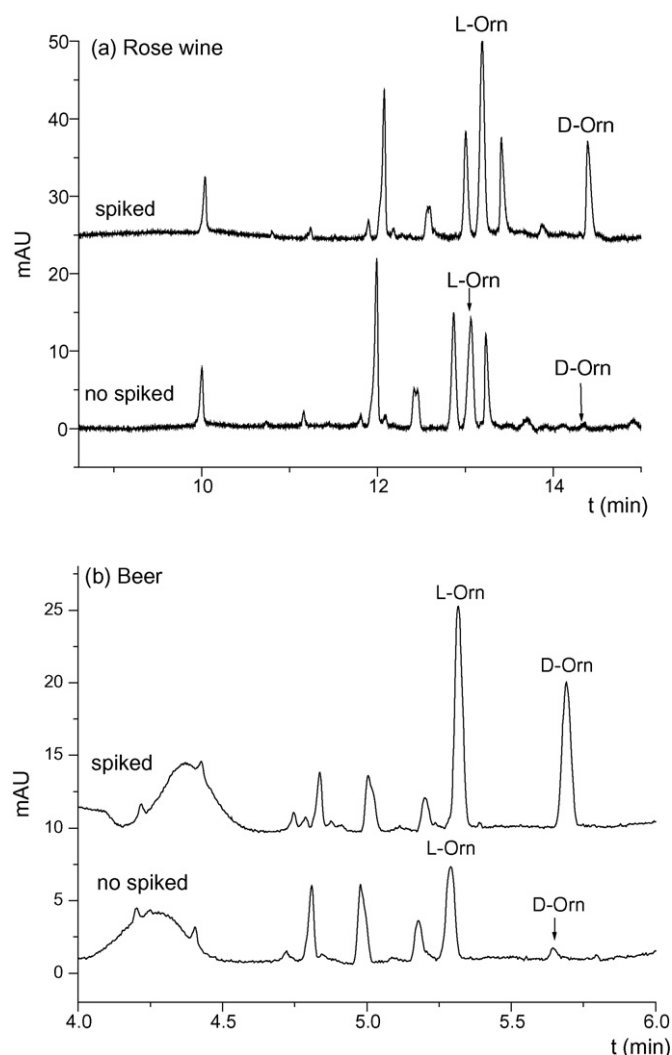 (a) Rose wine
L-Orn
D-Orn
spiked
L-Orn
D-Orn
no spiked
mAU
50
40
30
20
10
0
10
12
14
t (min)
(b) Beer
L-Orn
D-Orn
spiked
L-Orn
D-Orn
no spiked
mAU
25
20
15
10
5
0
4.0
4.5
5.0
5.5
6.0
t (min)